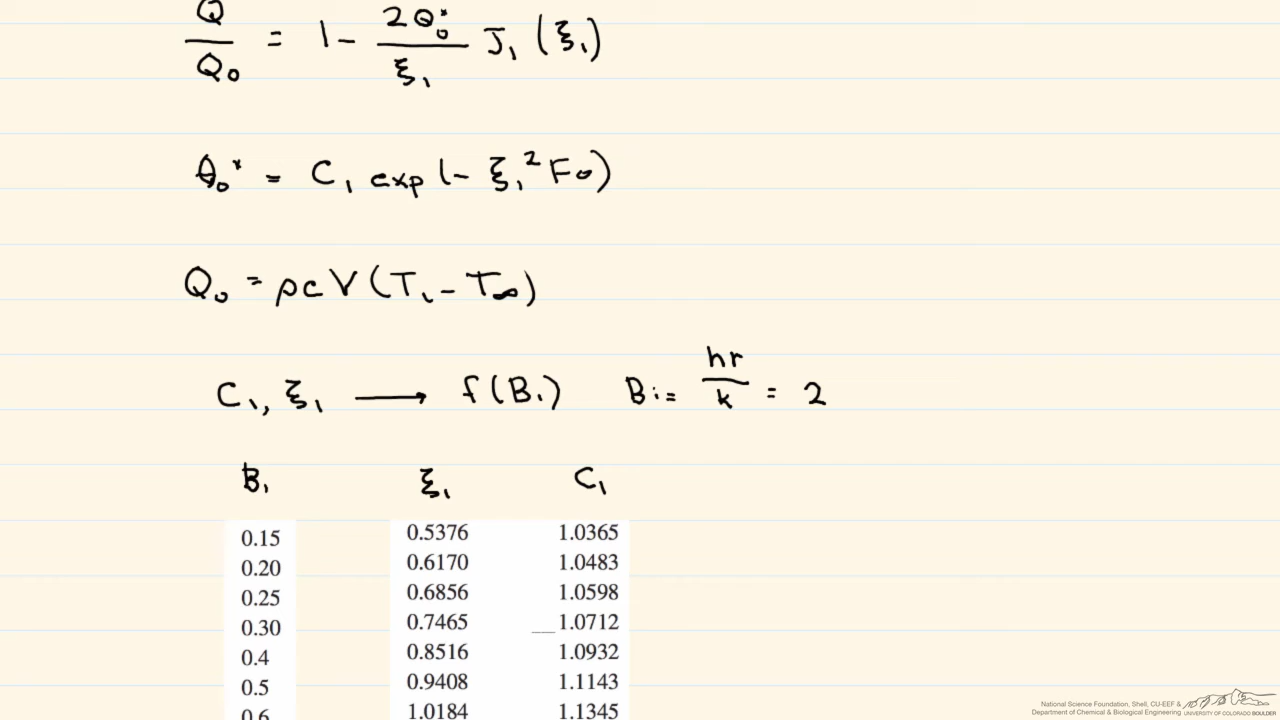 Q/Q₀ = 1 - 2Θ₀*/ξ₁ J₁(ξ₁)
θ₀* = C₁ exp(-ξ₁²Fo)
Q₀ = ρcV(Tᵢ - T∞)
C₁, ξ₁ ⟶ f(Bi) Bi = hr/k = 2
Bi ξ₁ C₁
0.15 0.5376 1.0365
0.20 0.6170 1.0483
0.25 0.6856 1.0598
0.30 0.7465 1.0712
0.4 0.8516 1.0932
0.5 0.9408 1.1143
0.6 1.0184 1.1345
National Science Foundation, Shell, CU-EEF &
Department of Chemical & Biological Engineering UNIVERSITY OF COLORADO BOULDER